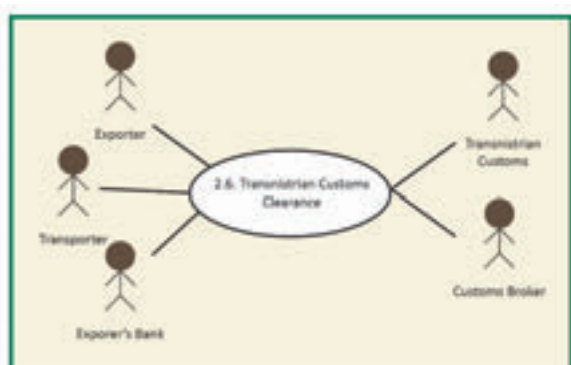 Exporter
Transnistrian
Customs
2.6. Transnistrian Customs
Clearance
Transporter
Customs Broker
Exporer's Bank